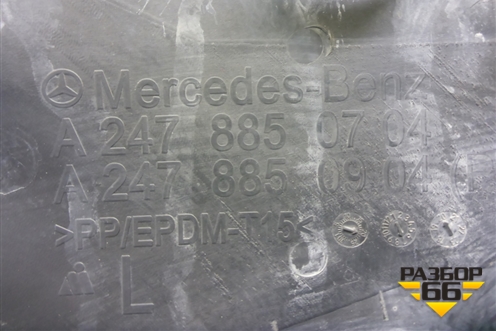 Mercedes-Benz
A 247 885 07 04
A 247 885 09 04
>PP/EPDM-T15<
L
РАЗБОР
66